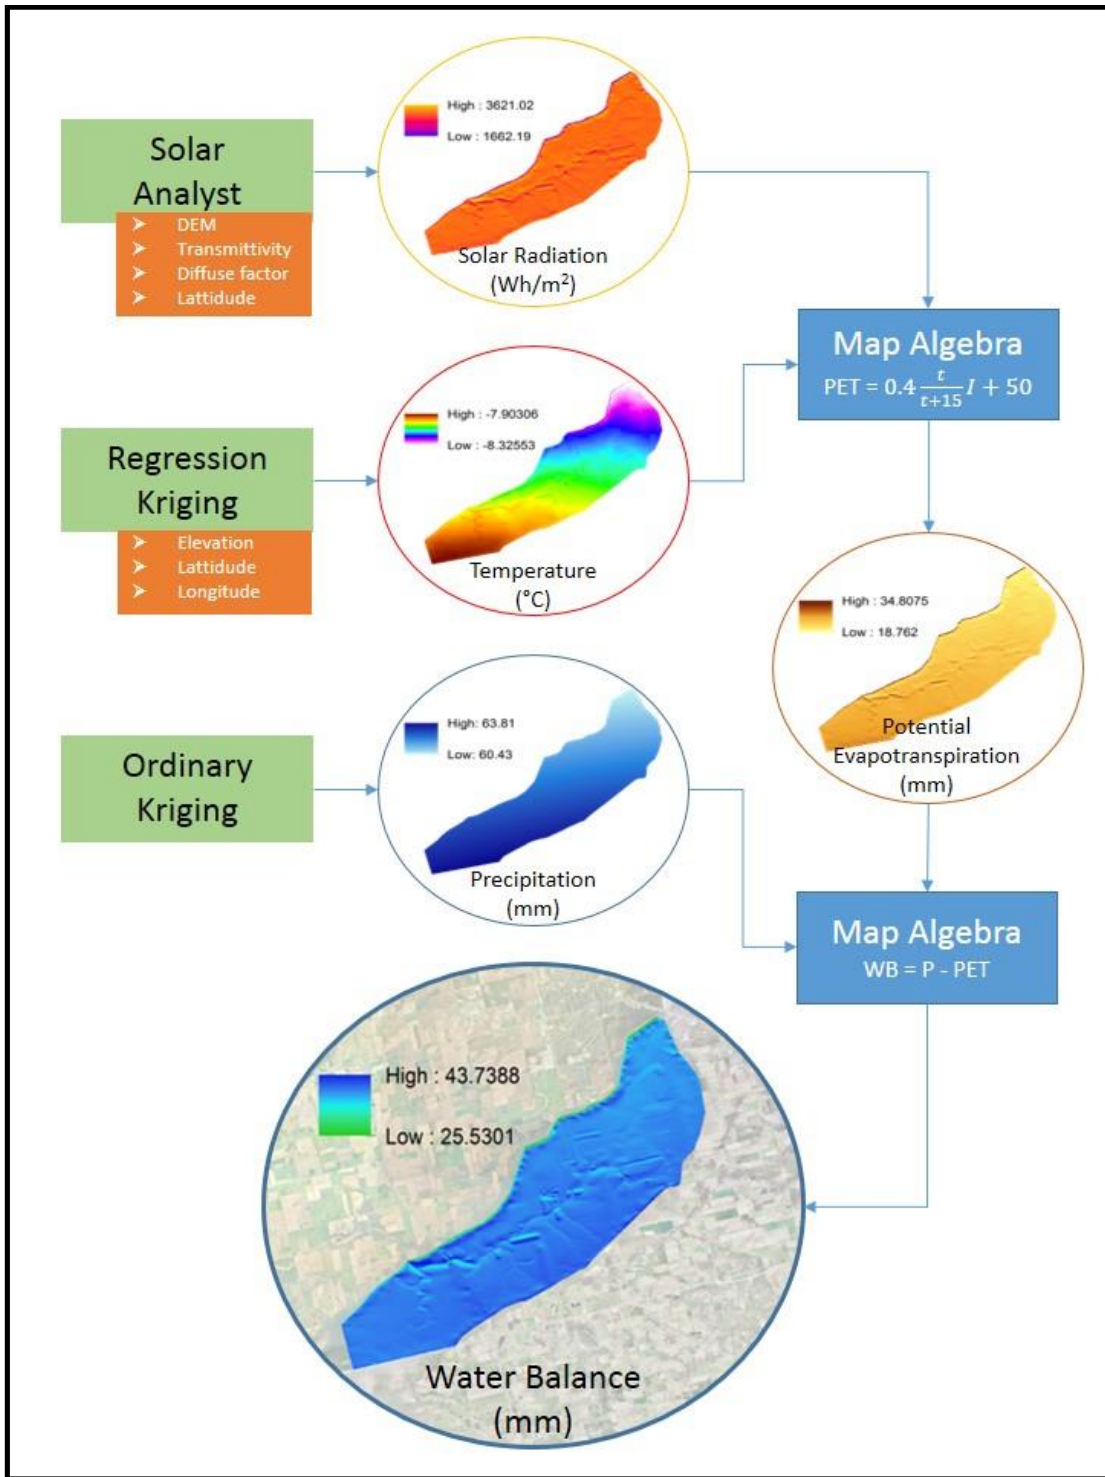 Solar
Analyst
➢ DEM
➢ Transmittivity
➢ Diffuse factor
➢ Lattidude
High : 3621.02
Low : 1662.19
Solar Radiation
(Wh/m²)
Map Algebra
PET = 0.4 t/(t+15) I + 50
Regression
Kriging
➢ Elevation
➢ Lattidude
➢ Longitude
High : -7.90306
Low : -8.32553
Temperature
(°C)
High : 34.8075
Low : 18.762
Potential
Evapotranspiration
(mm)
Ordinary
Kriging
High: 63.81
Low: 60.43
Precipitation
(mm)
Map Algebra
WB = P - PET
High : 43.7388
Low : 25.5301
Water Balance
(mm)